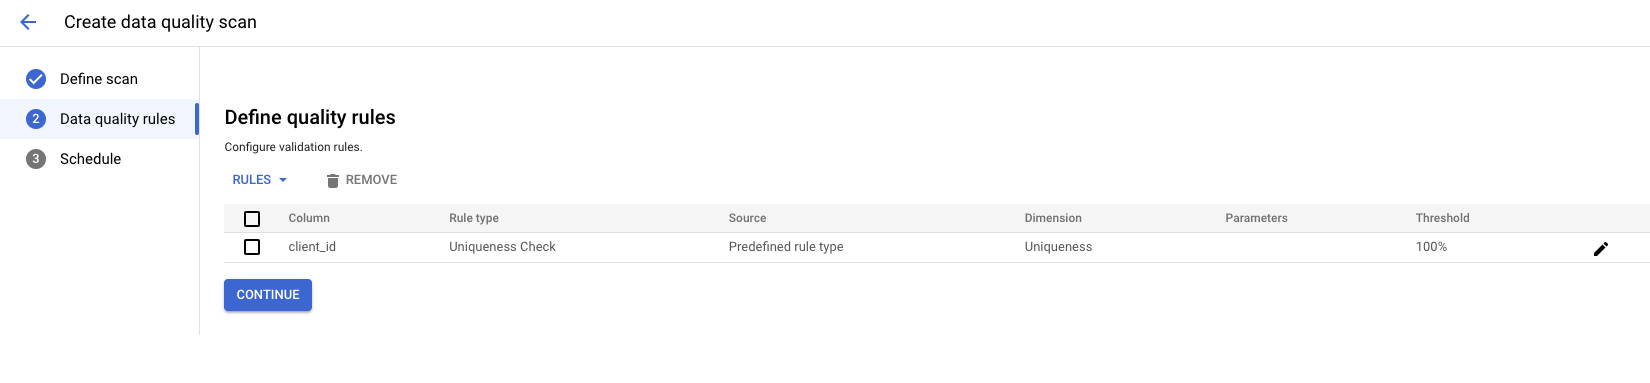 Create data quality scan
Define scan
2 Data quality rules
3 Schedule
Define quality rules
Configure validation rules.
RULES REMOVE
Column Rule type Source Dimension Parameters Threshold
client_id Uniqueness Check Predefined rule type Uniqueness 100%
CONTINUE